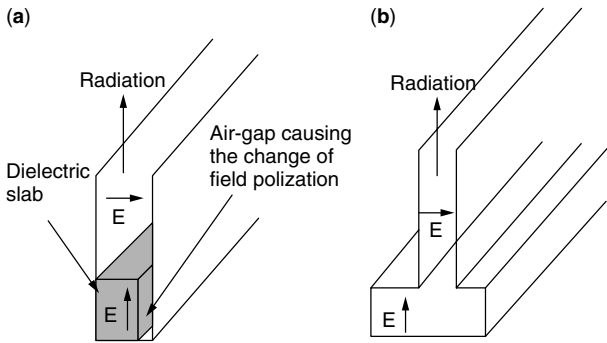 (a)
Radiation
Air-gap causing
the change of
field polization
Dielectric
slab
E
E
(b)
Radiation
E
E